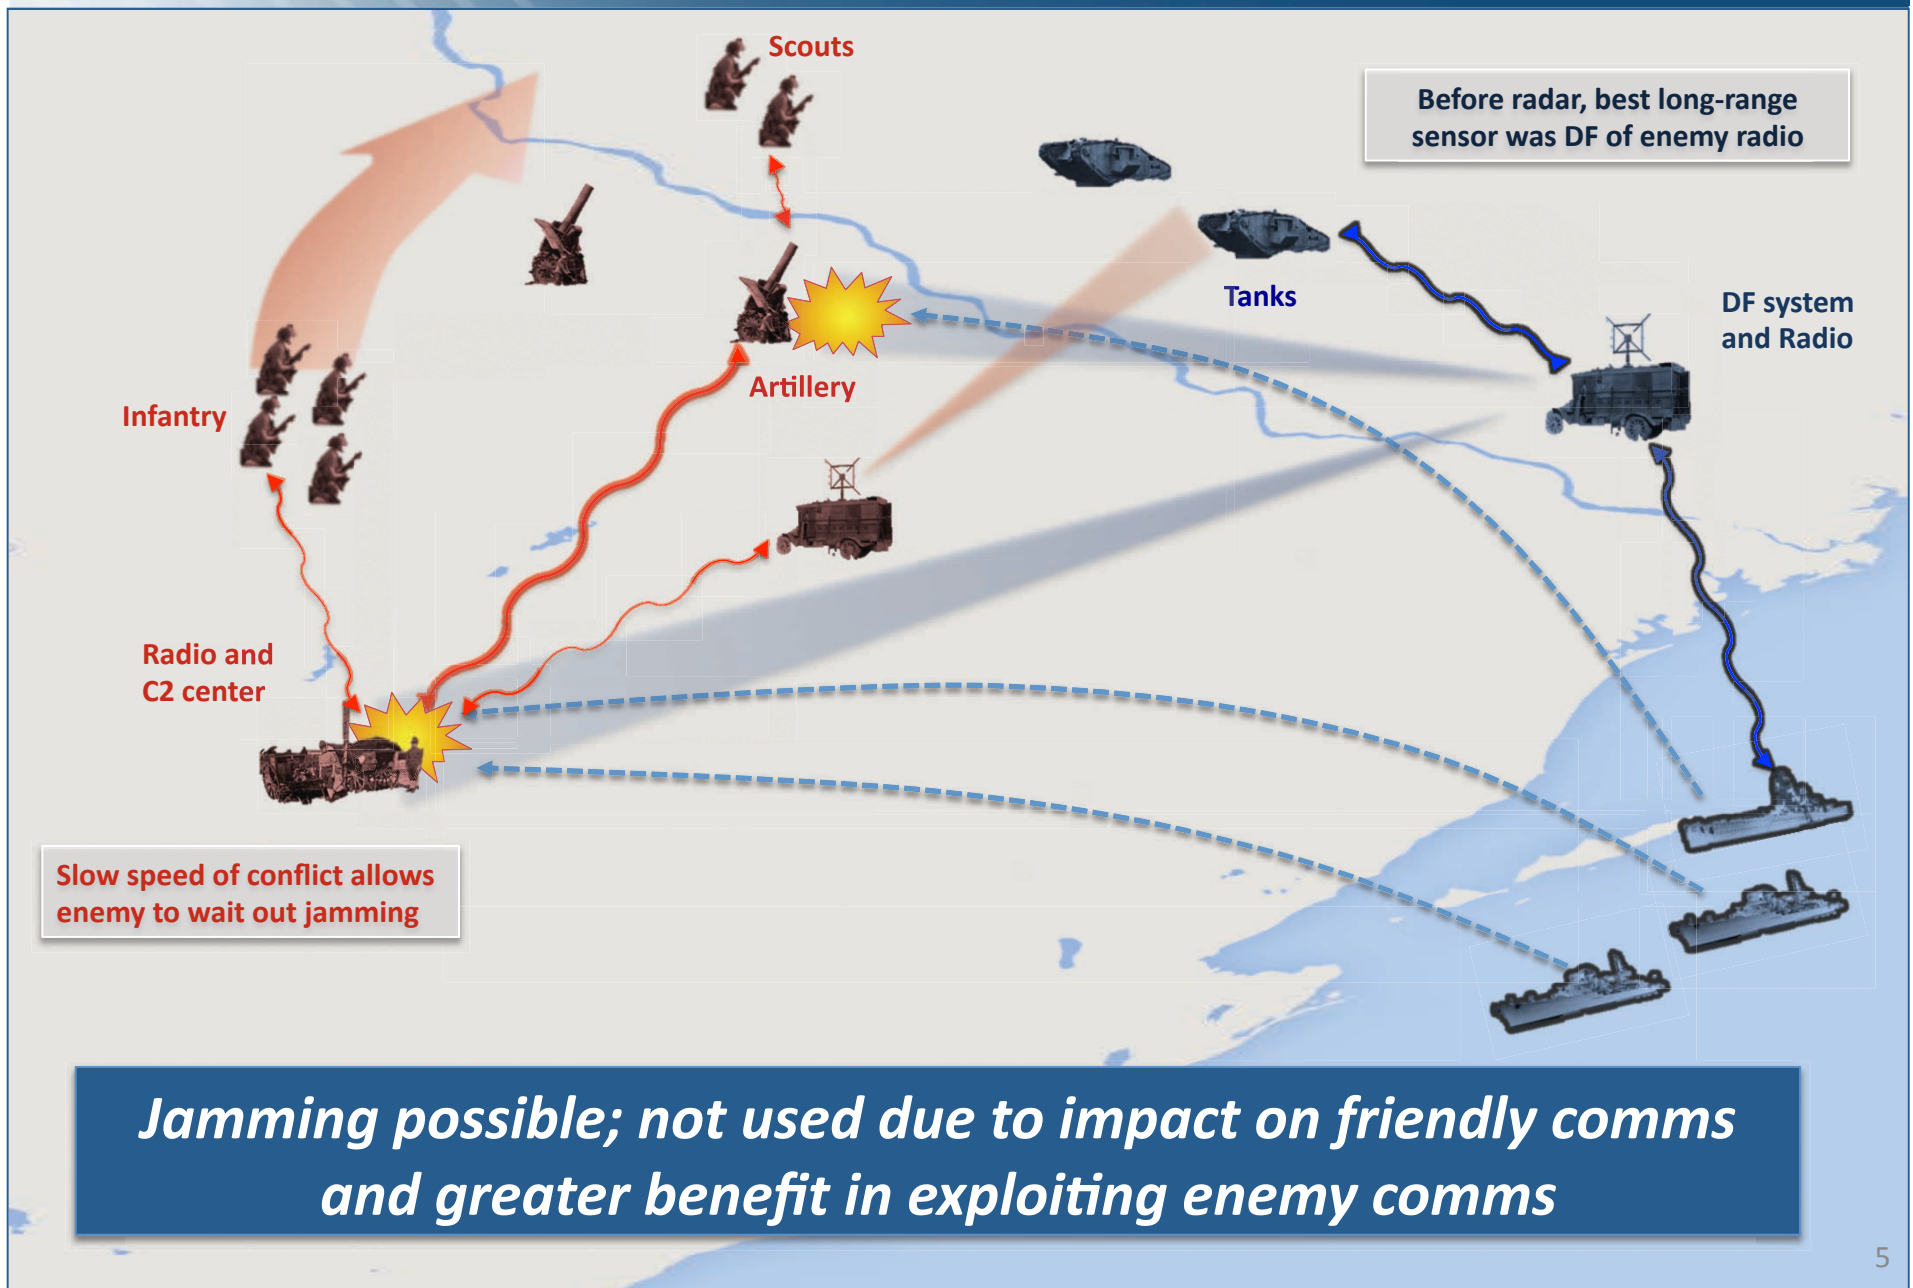 Scouts
Before radar, best long-range
sensor was DF of enemy radio
Tanks
DF system
and Radio
Artillery
Infantry
Radio and
C2 center
Slow speed of conflict allows
enemy to wait out jamming
Jamming possible; not used due to impact on friendly comms
and greater benefit in exploiting enemy comms
5